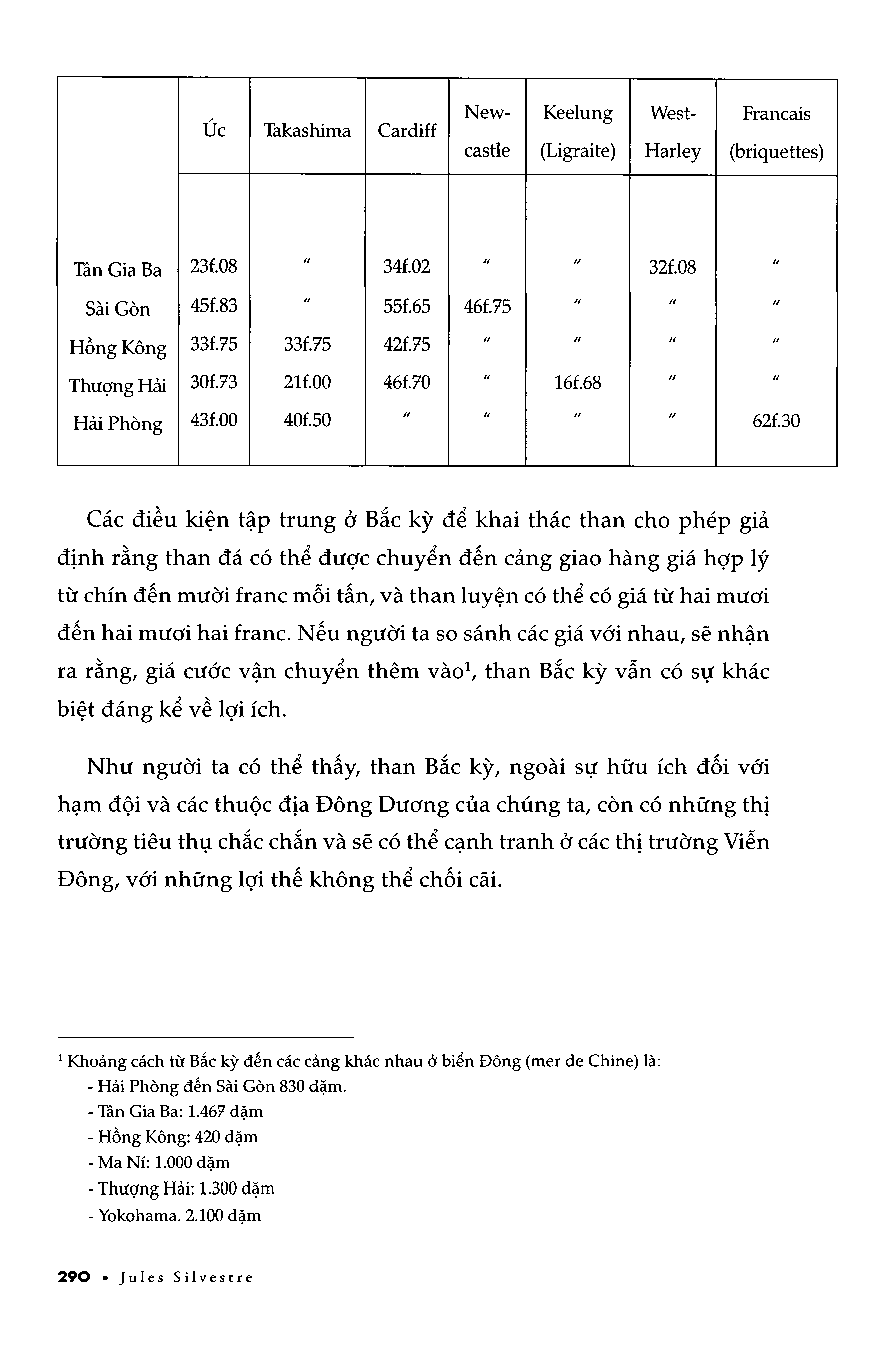 Úc Takashima Cardiff New-castle Keelung (Ligraite) West-Harley Francais (briquettes)
Tân Gia Ba 23f.08 " 34f.02 " " 32f.08 "
Sài Gòn 45f.83 " 55f.65 46f.75 " " "
Hồng Kông 33f.75 33f.75 42f.75 " " " "
Thượng Hải 30f.73 21f.00 46f.70 " 16f.68 " "
Hải Phòng 43f.00 40f.50 " " " " 62f.30
Các điều kiện tập trung ở Bắc kỳ để khai thác than cho phép giả
định rằng than đá có thể được chuyển đến cảng giao hàng giá hợp lý
từ chín đến mười franc mỗi tấn, và than luyện có thể có giá từ hai mươi
đến hai mươi hai franc. Nếu người ta so sánh các giá với nhau, sẽ nhận
ra rằng, giá cước vận chuyển thêm vào¹, than Bắc kỳ vẫn có sự khác
biệt đáng kể về lợi ích.
Như người ta có thể thấy, than Bắc kỳ, ngoài sự hữu ích đối với
hạm đội và các thuộc địa Đông Dương của chúng ta, còn có những thị
trường tiêu thụ chắc chắn và sẽ có thể cạnh tranh ở các thị trường Viễn
Đông, với những lợi thế không thể chối cãi.
¹ Khoảng cách từ Bắc kỳ đến các cảng khác nhau ở biển Đông (mer de Chine) là:
- Hải Phòng đến Sài Gòn 830 dặm.
- Tân Gia Ba: 1.467 dặm
- Hồng Kông: 420 dặm
- Ma Ní: 1.000 dặm
- Thượng Hải: 1.300 dặm
- Yokohama. 2.100 dặm
290 • Jules Silvestre